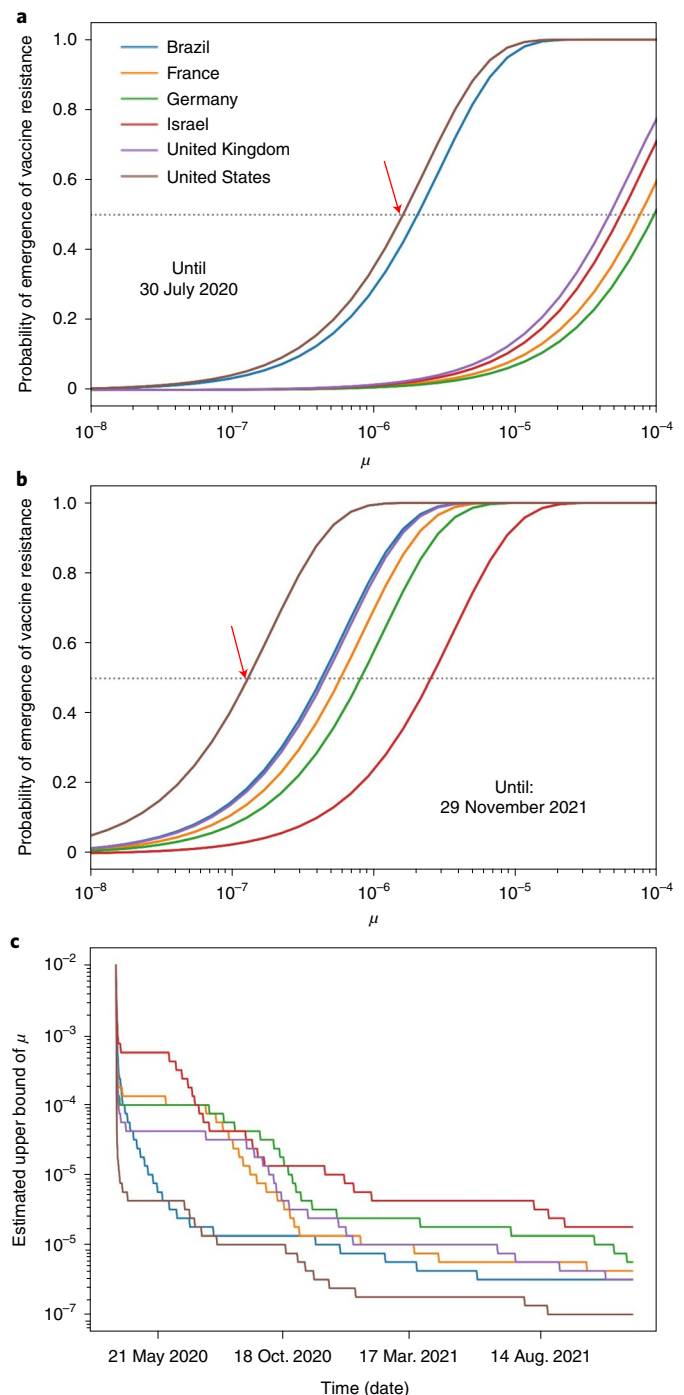 a
Probability of emergence of vaccine resistance
1.0
0.8
0.6
0.4
0.2
0
Brazil
France
Germany
Israel
United Kingdom
United States
Until
30 July 2020
10⁻⁸ 10⁻⁷ 10⁻⁶ 10⁻⁵ 10⁻⁴
μ
b
Probability of emergence of vaccine resistance
1.0
0.8
0.6
0.4
0.2
0
Until:
29 November 2021
10⁻⁸ 10⁻⁷ 10⁻⁶ 10⁻⁵ 10⁻⁴
μ
c
Estimated upper bound of μ
10⁻²
10⁻³
10⁻⁴
10⁻⁵
10⁻⁵
10⁻⁷
21 May 2020 18 Oct. 2020 17 Mar. 2021 14 Aug. 2021
Time (date)